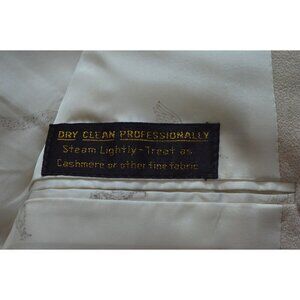 DRY CLEAN PROFESSIONALLY
Steam Lightly-Treat as
Cashmere or other fine fabric